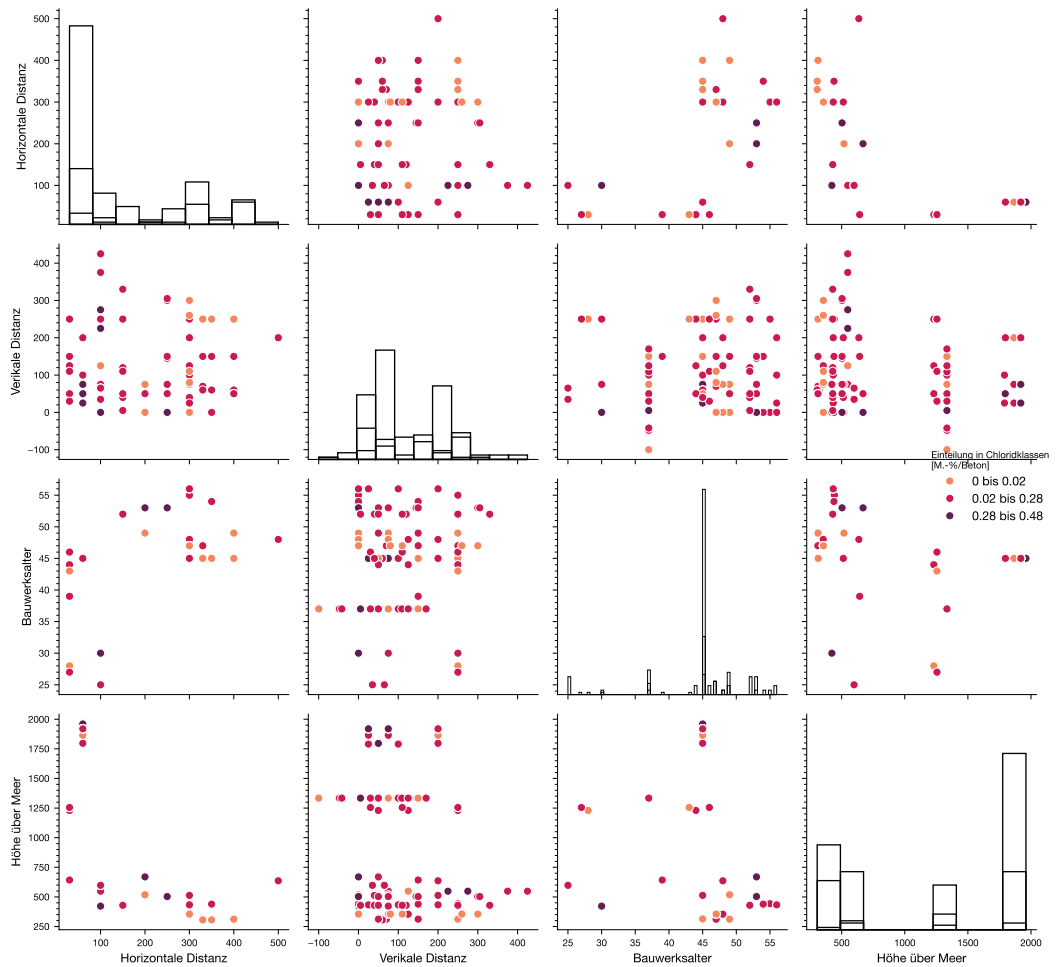 500
400
300
200
100
Horizontale Distanz
400
300
200
100
0
−100
Verikale Distanz
Einteilung in Chloridklassen
[M.-%/Beton]
0 bis 0.02
0.02 bis 0.28
0.28 bis 0.48
55
50
45
40
35
30
25
Bauwerksalter
2000
1750
1500
1250
1000
750
500
250
Höhe über Meer
100 200 300 400 500
−100 0 100 200 300 400
25 30 35 40 45 50 55
500 1000 1500 2000
Horizontale Distanz
Verikale Distanz
Bauwerksalter
Höhe über Meer